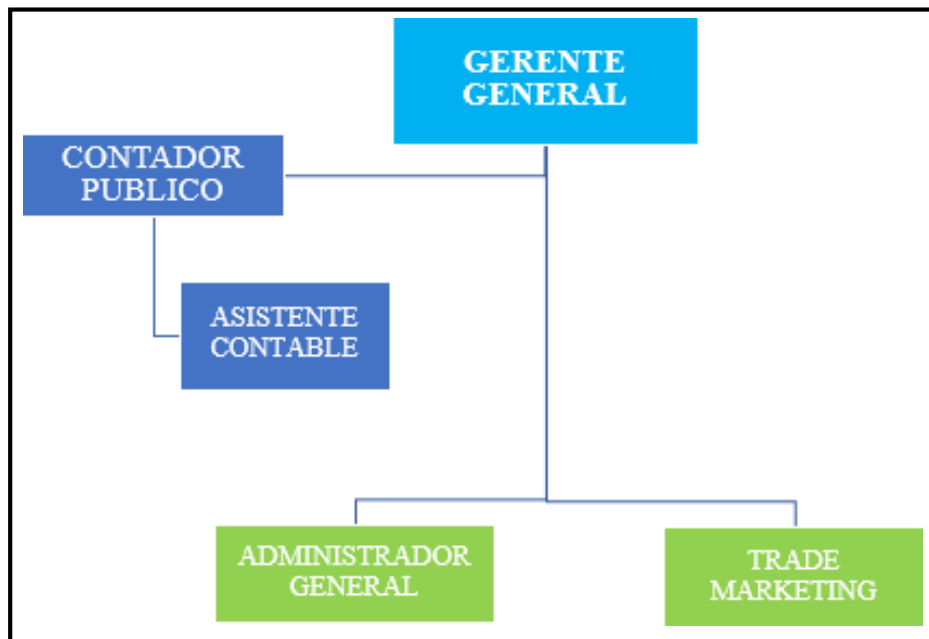 GERENTE
GENERAL
CONTADOR
PUBLICO
ASISTENTE
CONTABLE
ADMINISTRADOR
GENERAL
TRADE
MARKETING